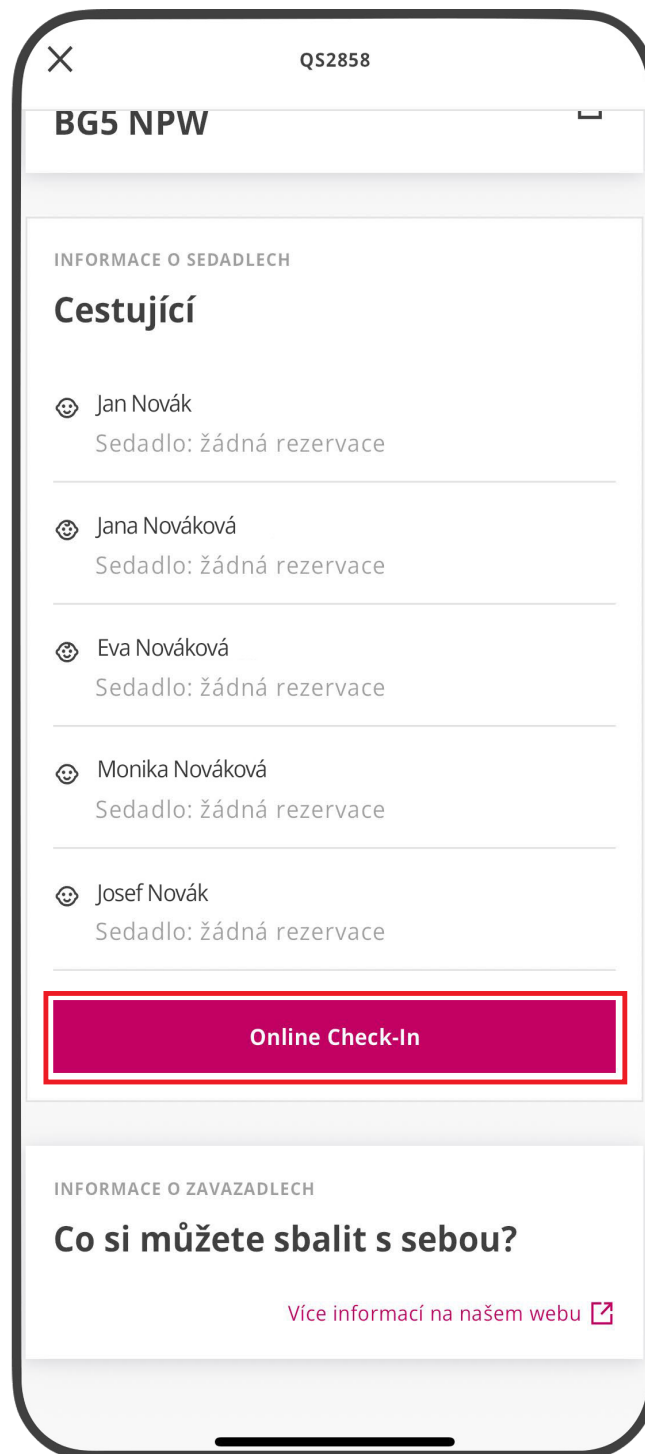 QS2858
BG5 NPW
INFORMACE O SEDADLECH
Cestující
Jan Novák
Sedadlo: žádná rezervace
Jana Nováková
Sedadlo: žádná rezervace
Eva Nováková
Sedadlo: žádná rezervace
Monika Nováková
Sedadlo: žádná rezervace
Josef Novák
Sedadlo: žádná rezervace
Online Check-In
INFORMACE O ZAVAZADLECH
Co si můžete sbalit s sebou?
Více informací na našem webu